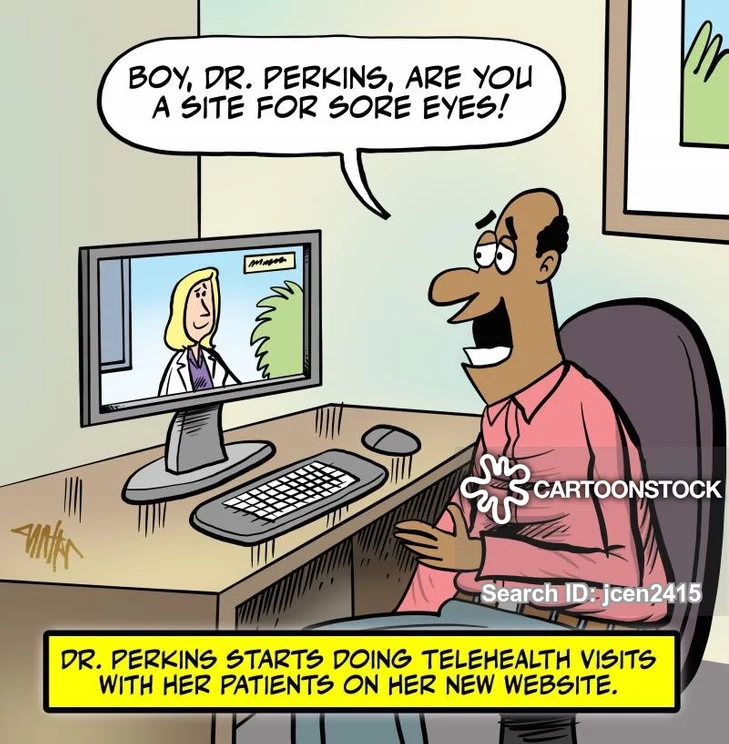 BOY, DR. PERKINS, ARE YOU
A SITE FOR SORE EYES!
CARTOONSTOCK
Search ID: jcen2415
DR. PERKINS STARTS DOING TELEHEALTH VISITS
WITH HER PATIENTS ON HER NEW WEBSITE.